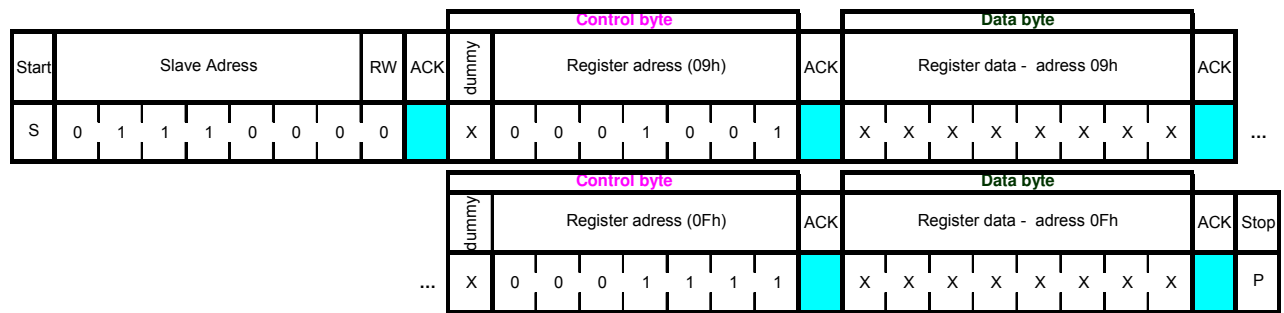 Control byte Data byte
Start Slave Adress RW ACK dummy Register adress (09h) ACK Register data - adress 09h ACK
S 0 1 1 1 0 0 0 0 X 0 0 0 1 0 0 1 X X X X X X X X ...
Control byte Data byte
dummy Register adress (0Fh) ACK Register data - adress 0Fh ACK Stop
... X 0 0 0 1 1 1 1 X X X X X X X X P